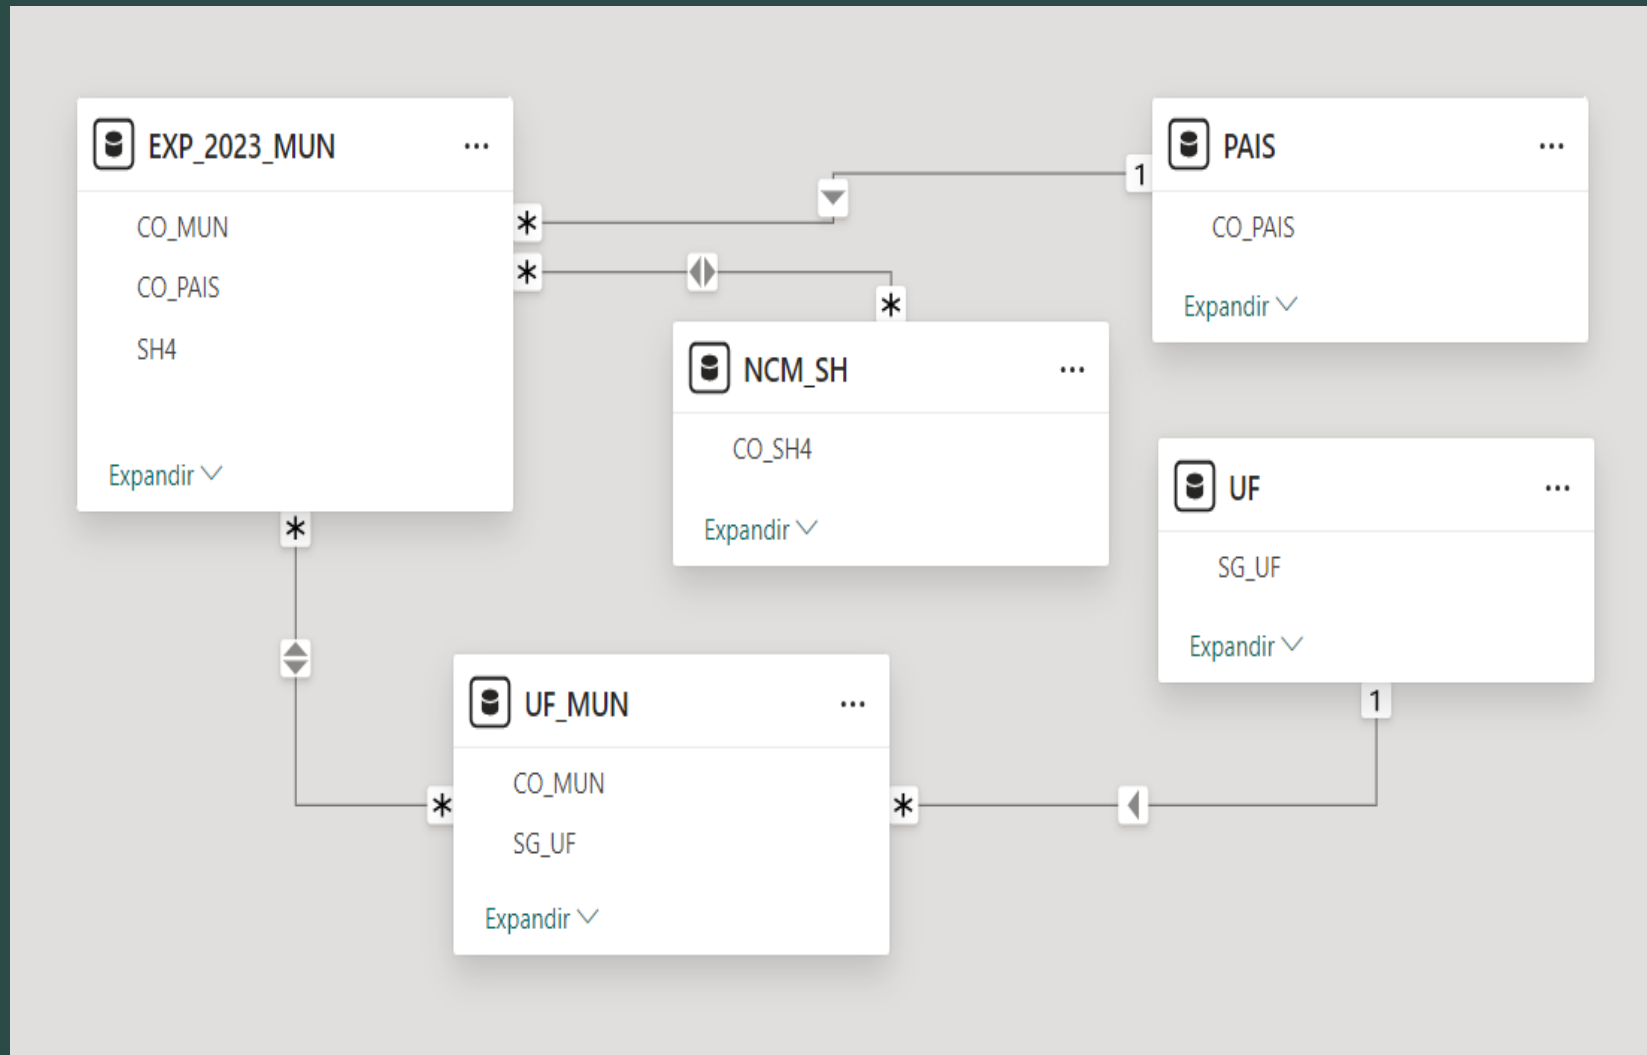 EXP_2023_MUN ...
CO_MUN
CO_PAIS
SH4
Expandir
*
*
*
1
PAIS ...
CO_PAIS
Expandir
*
NCM_SH ...
CO_SH4
Expandir
UF ...
SG_UF
Expandir
1
*
UF_MUN ...
CO_MUN
SG_UF
Expandir
*